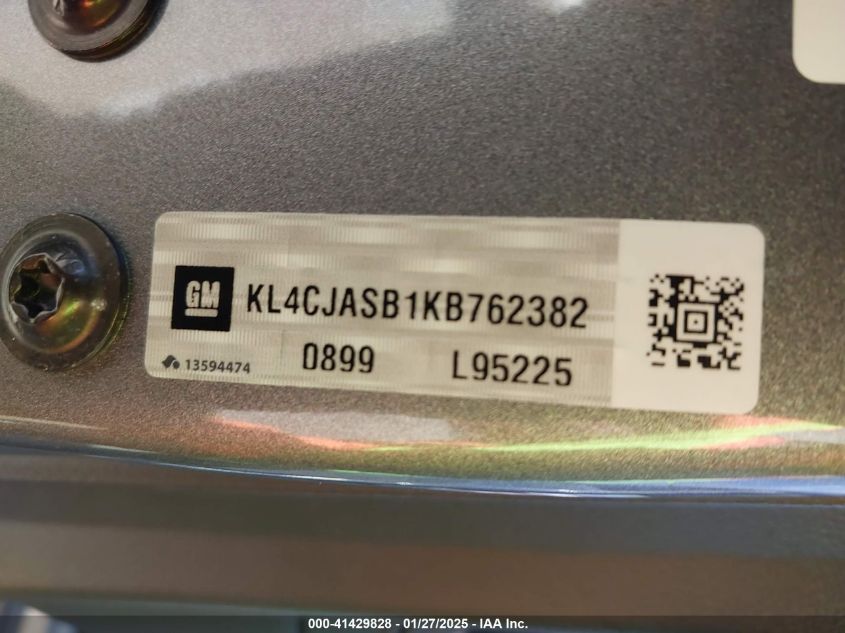 GM KL4CJASB1KB762382
13594474 0899 L95225
000-41429828 - 01/27/2025 - IAA Inc.